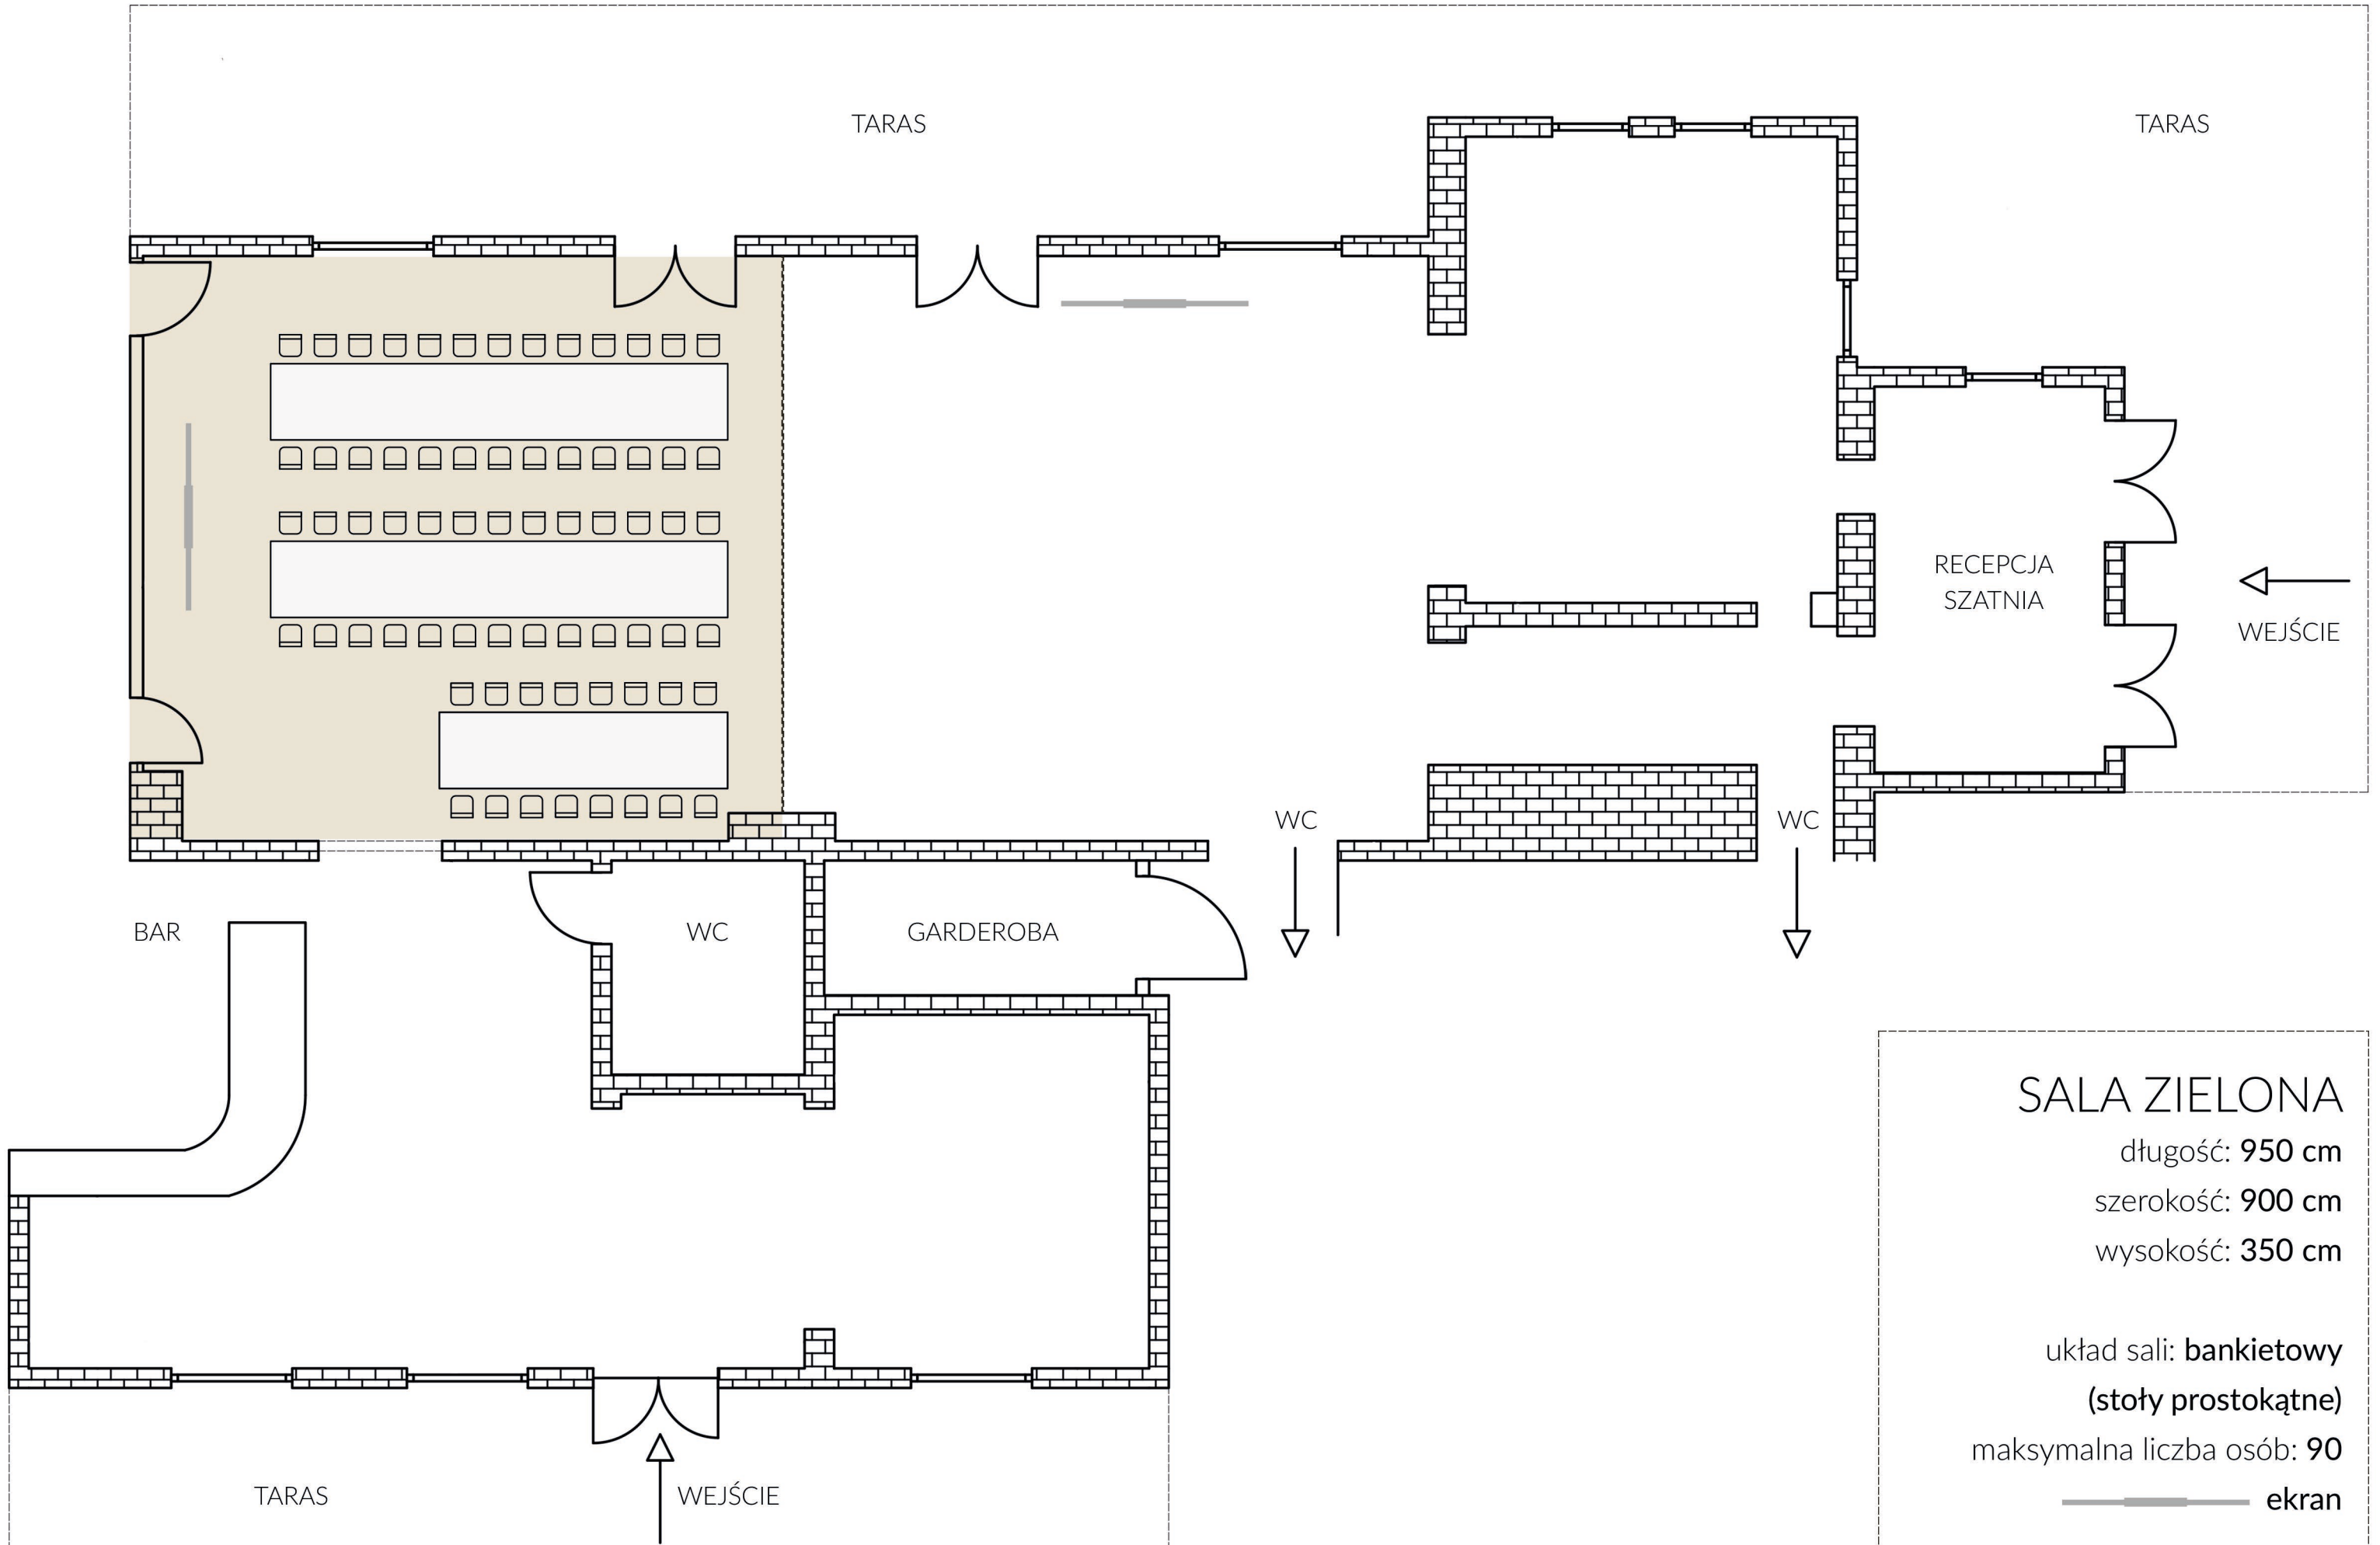 TARAS
TARAS
RECEPCJA
SZATNIA
WEJŚCIE
WC
WC
BAR
WC
GARDEROBA
SALA ZIELONA
długość: 950 cm
szerokość: 900 cm
wysokość: 350 cm
układ sali: bankietowy
(stoły prostokątne)
maksymalna liczba osób: 90
ekran
TARAS
WEJŚCIE